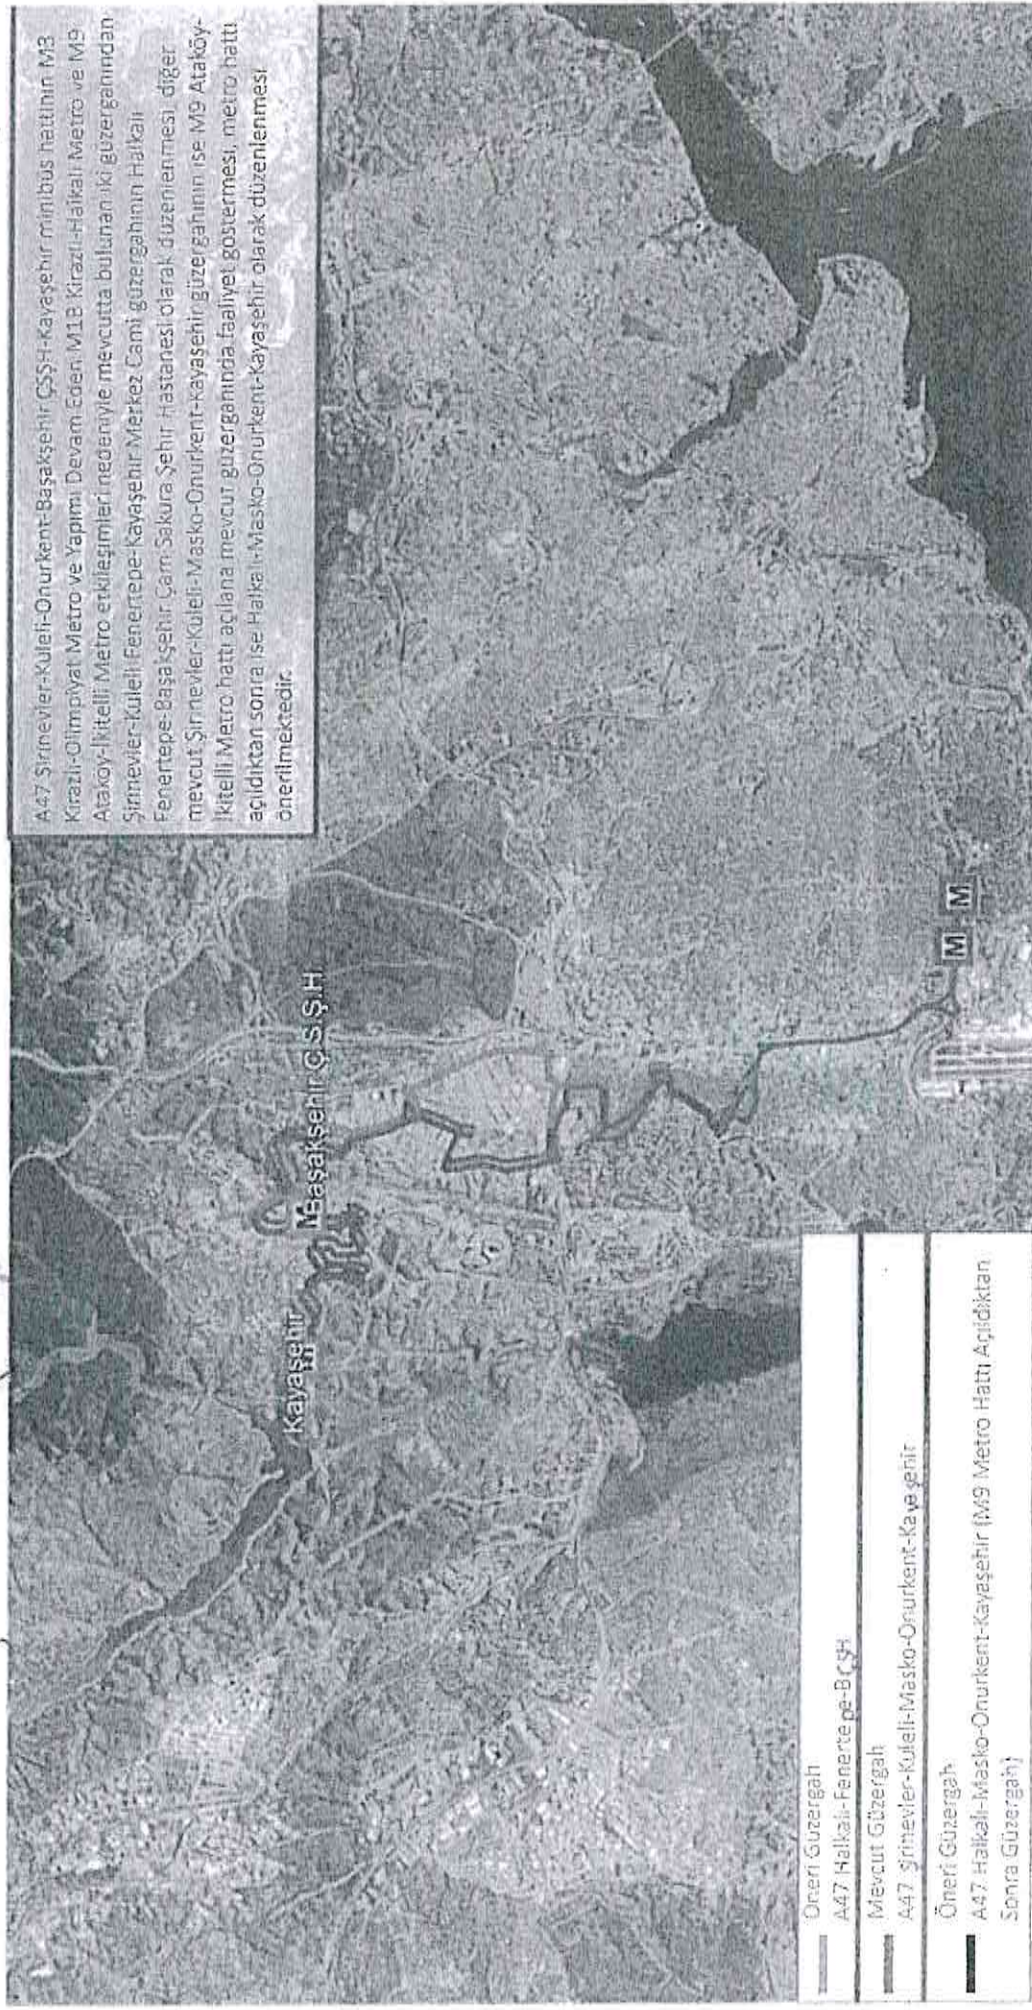 A47 Şirinevler-Kuleli-Onurkent-Başakşehir ÇSŞH-Kayaşehir minibüs hattının M3
Kirazlı-Olimpiyat Metro ve Yapımı Devam Eden M1B Kirazlı-Halkalı Metro ve M9
Ataköy-İkitelli Metro etkileşimleri nedeniyle mevcutta bulunan iki güzergahından
Şirinevler-Kuleli Fenertepe-Kayaşehir Merkez Cami güzergahının Halkalı
Fenertepe-Başakşehir Çam Sakura Şehir Hastanesi olarak düzenlenmesi, diğer
mevcut Şirinevler-Kuleli-Masko-Onurkent-Kayaşehir güzergahının ise M9 Ataköy-
İkitelli Metro hattı açılana mevcut güzergahında faaliyet göstermesi, metro hattı
açıldıktan sonra ise Halkalı-Masko-Onurkent-Kayaşehir olarak düzenlenmesi
önerilmektedir.
Kayaşehir
M
Başakşehir Ç.S.Ş.H.
M M
Öneri Güzergah
A47 Halkalı-Fenertepe-BÇŞH
Mevcut Güzergah
A47 Şirinevler-Kuleli-Masko-Onurkent-Kayaşehir
Öneri Güzergah
A47 Halkalı-Masko-Onurkent-Kayaşehir (M9 Metro Hattı Açıldıktan
Sonra Güzergah)